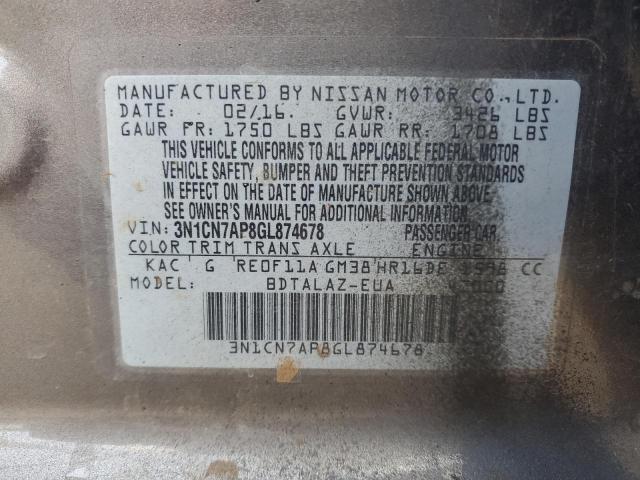 MANUFACTURED BY NISSAN MOTOR CO.,LTD.
DATE: 02/16. GVWR: 3426 LBS
GAWR FR: 1750 LBS GAWR RR: 1708 LBS
THIS VEHICLE CONFORMS TO ALL APPLICABLE FEDERAL MOTOR
VEHICLE SAFETY, BUMPER AND THEFT PREVENTION STANDARDS
IN EFFECT ON THE DATE OF MANUFACTURE SHOWN ABOVE.
SEE OWNER'S MANUAL FOR ADDITIONAL INFORMATION.
VIN: 3N1CN7AP8GL874678 PASSENGER CAR.
COLOR TRIM TRANS AXLE ENGINE
KAC G RE0F11A GM38 HR16DE 1598 CC
MODEL: BDTALAZ-EUA
3N1CN7AP8GL874678